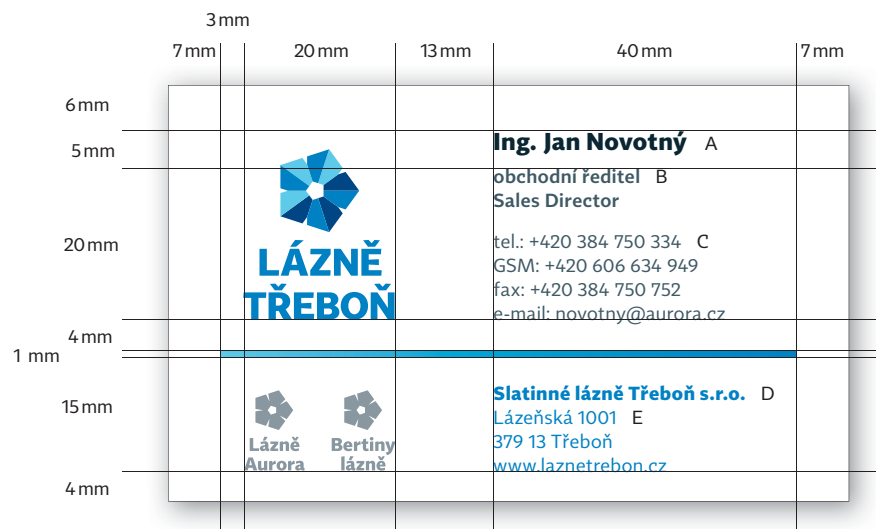 3 mm
7 mm 20 mm 13 mm 40 mm 7 mm
6 mm
5 mm
20 mm
4 mm
1 mm
15 mm
4 mm
LÁZNĚ
TŘEBOŇ
Ing. Jan Novotný A
obchodní ředitel B
Sales Director
tel.: +420 384 750 334 C
GSM: +420 606 634 949
fax: +420 384 750 752
e-mail: novotny@aurora.cz
Lázně
Aurora
Bertiny
lázně
Slatinné lázně Třeboň s.r.o. D
Lázeňská 1001 E
379 13 Třeboň
www.laznetrebon.cz